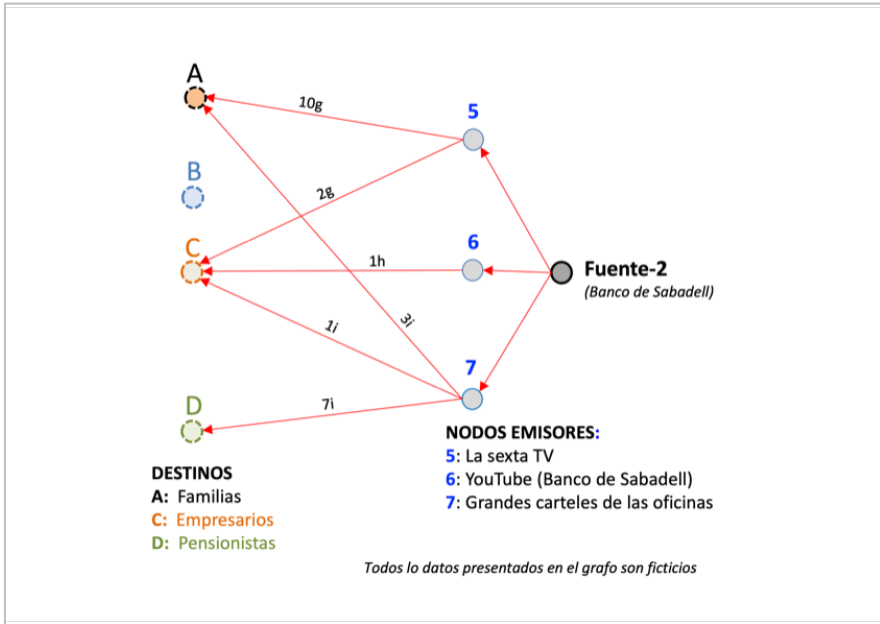 A
10g
5
B
2g
C
6
1h
Fuente-2
(Banco de Sabadell)
3i
1i
7
D
7i
NODOS EMISORES:
5: La sexta TV
6: YouTube (Banco de Sabadell)
7: Grandes carteles de las oficinas
DESTINOS
A: Familias
C: Empresarios
D: Pensionistas
Todos lo datos presentados en el grafo son ficticios